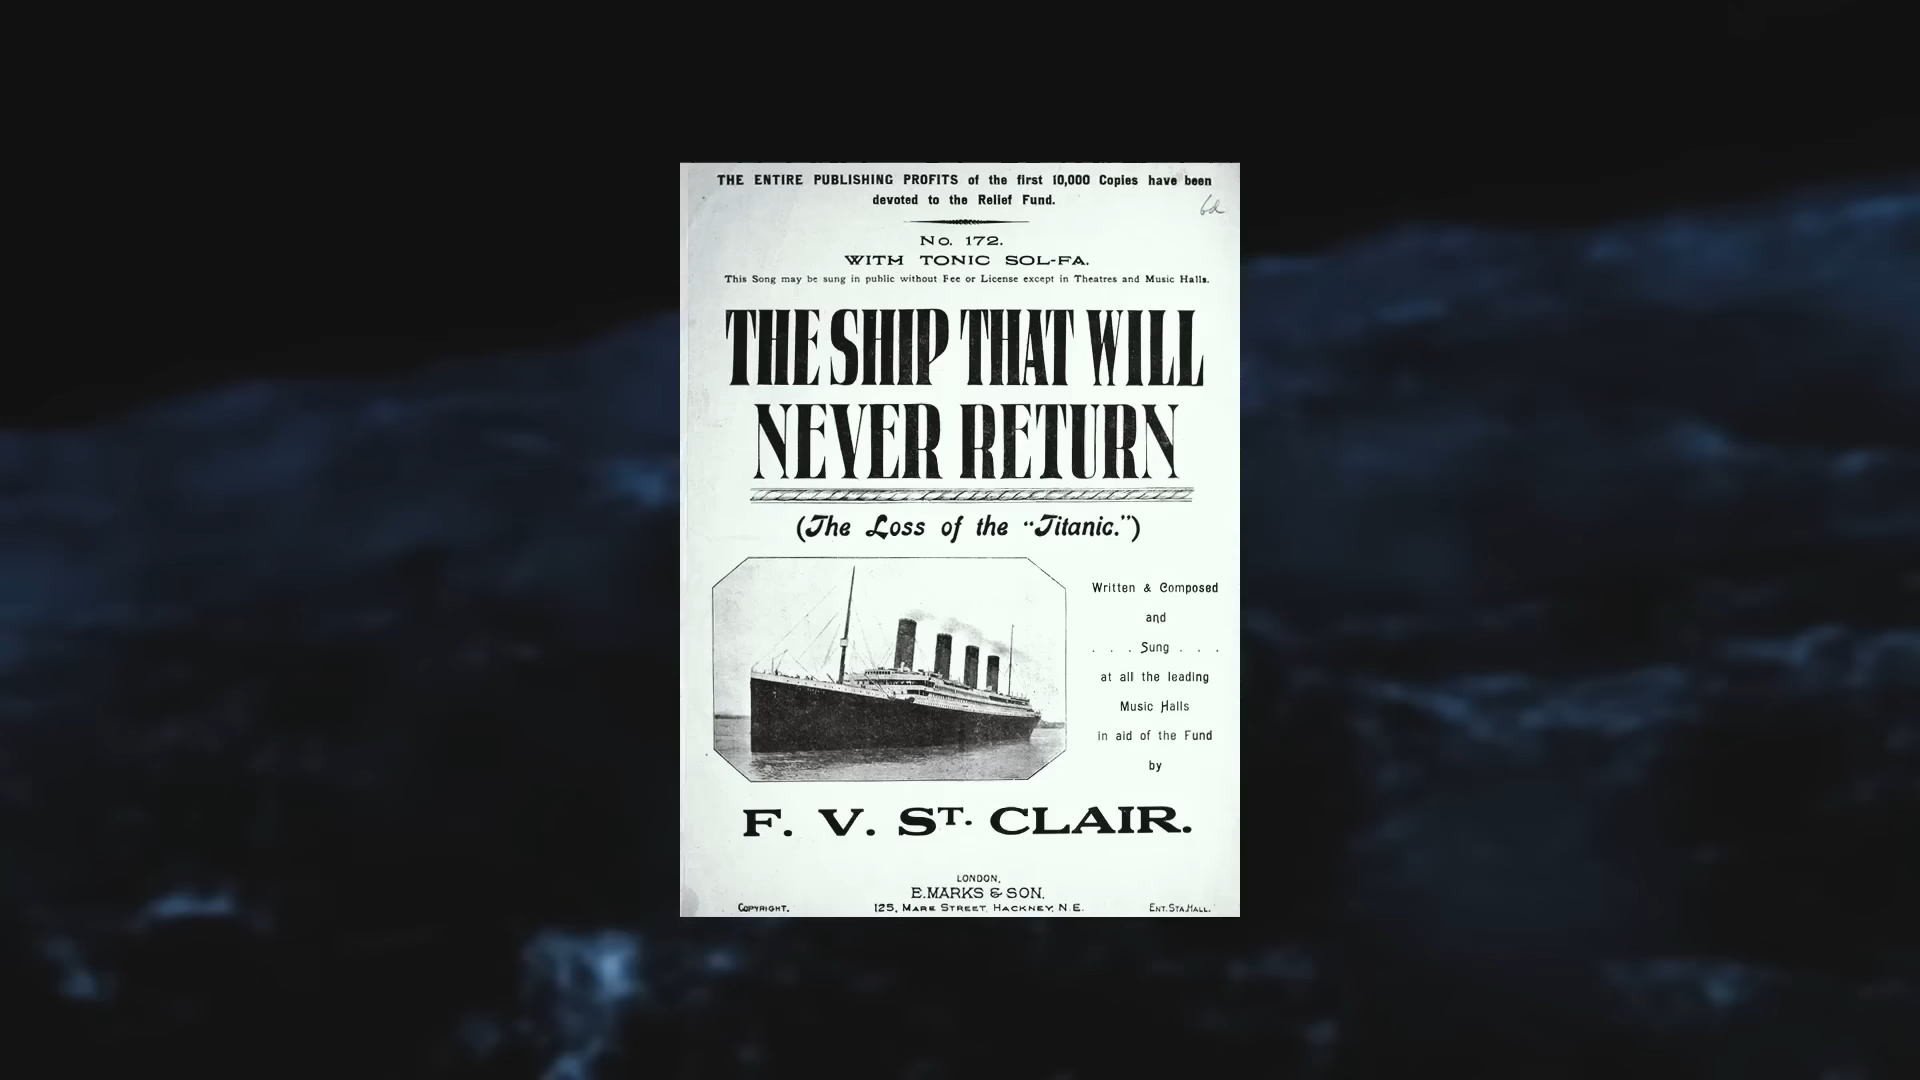 THE ENTIRE PUBLISHING PROFITS of the first 10,000 Copies have been
devoted to the Relief Fund.
6d
No. 172.
WITH TONIC SOL-FA.
This Song may be sung in public without Fee or License except in Theatres and Music Halls.
THE SHIP THAT WILL
NEVER RETURN
(The Loss of the "Titanic.")
Written & Composed
and
. . . Sung . . .
at all the leading
Music Halls
in aid of the Fund
by
F. V. ST. CLAIR.
LONDON,
E. MARKS & SON,
COPYRIGHT. 125, MARE STREET, HACKNEY, N.E. ENT. STA. HALL.